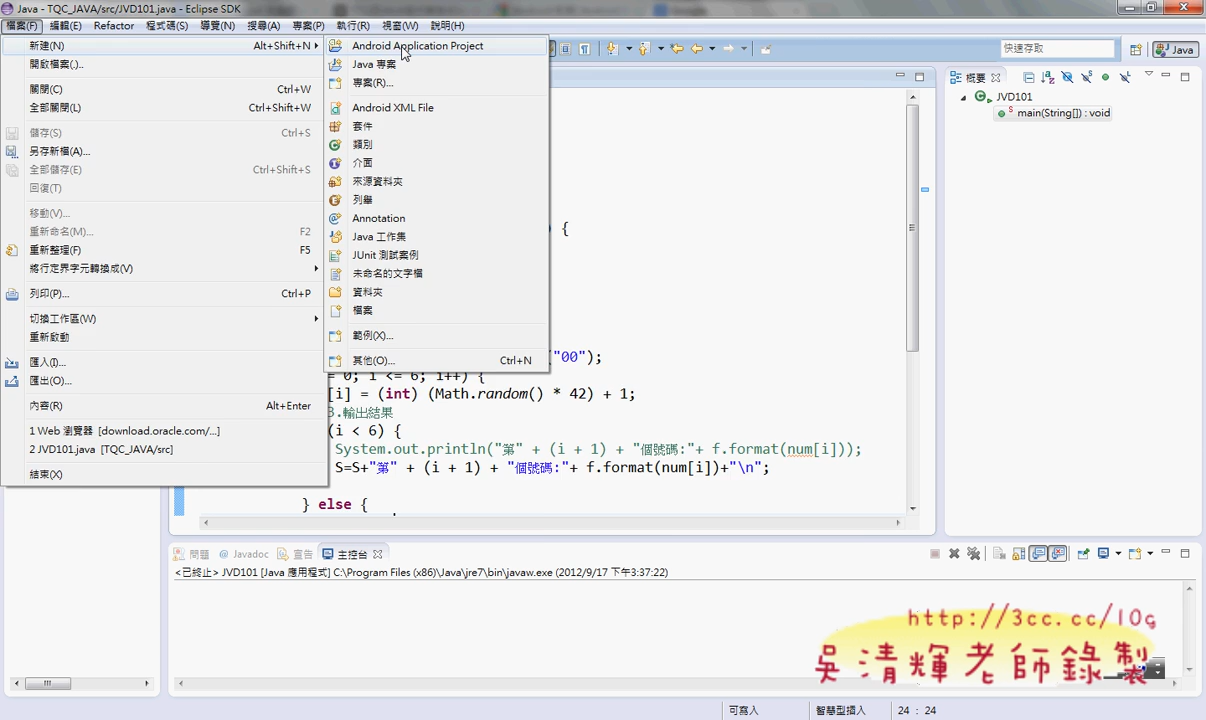 Java - TQC_JAVA/src/JVD101.java - Eclipse SDK
檔案(F) 編輯(E) Refactor 程式碼(S) 導覽(N) 搜尋(A) 專案(P) 執行(R) 視窗(W) 說明(H)
快速存取 Java
新建(N) Alt+Shift+N
開啟檔案(.)...
關閉(C) Ctrl+W
全部關閉(L) Ctrl+Shift+W
儲存(S) Ctrl+S
另存新檔(A)...
全部儲存(E) Ctrl+Shift+S
回復(T)
移動(V)...
重新命名(M)... F2
重新整理(F) F5
將行定界字元轉換成(V)
列印(P)... Ctrl+P
切換工作區(W)
重新啟動
匯入(I)...
匯出(O)...
內容(R) Alt+Enter
1 Web 瀏覽器 [download.oracle.com/...]
2 JVD101.java [TQC_JAVA/src]
結束(X)
Android Application Project
Java 專案
專案(R)...
Android XML File
套件
類別
介面
來源資料夾
列舉
Annotation
Java 工作集
JUnit 測試案例
未命名的文字檔
資料夾
檔案
範例(X)...
其他(O)... Ctrl+N
{
("00");
= 0; i <= 6; i++) {
[i] = (int) (Math.random() * 42) + 1;
3.輸出結果
(i < 6) {
System.out.println("第" + (i + 1) + "個號碼:"+ f.format(num[i]));
S=S+"第" + (i + 1) + "個號碼:"+ f.format(num[i])+"\n";
} else {
概要
JVD101
main(String[]) : void
問題 Javadoc 宣告 主控台
<已終止> JVD101 [Java 應用程式] C:\Program Files (x86)\Java\jre7\bin\javaw.exe (2012/9/17 下午3:37:22)
http://3cc.cc/10g
吳清輝老師錄製
可寫入 智慧型插入 24 : 24